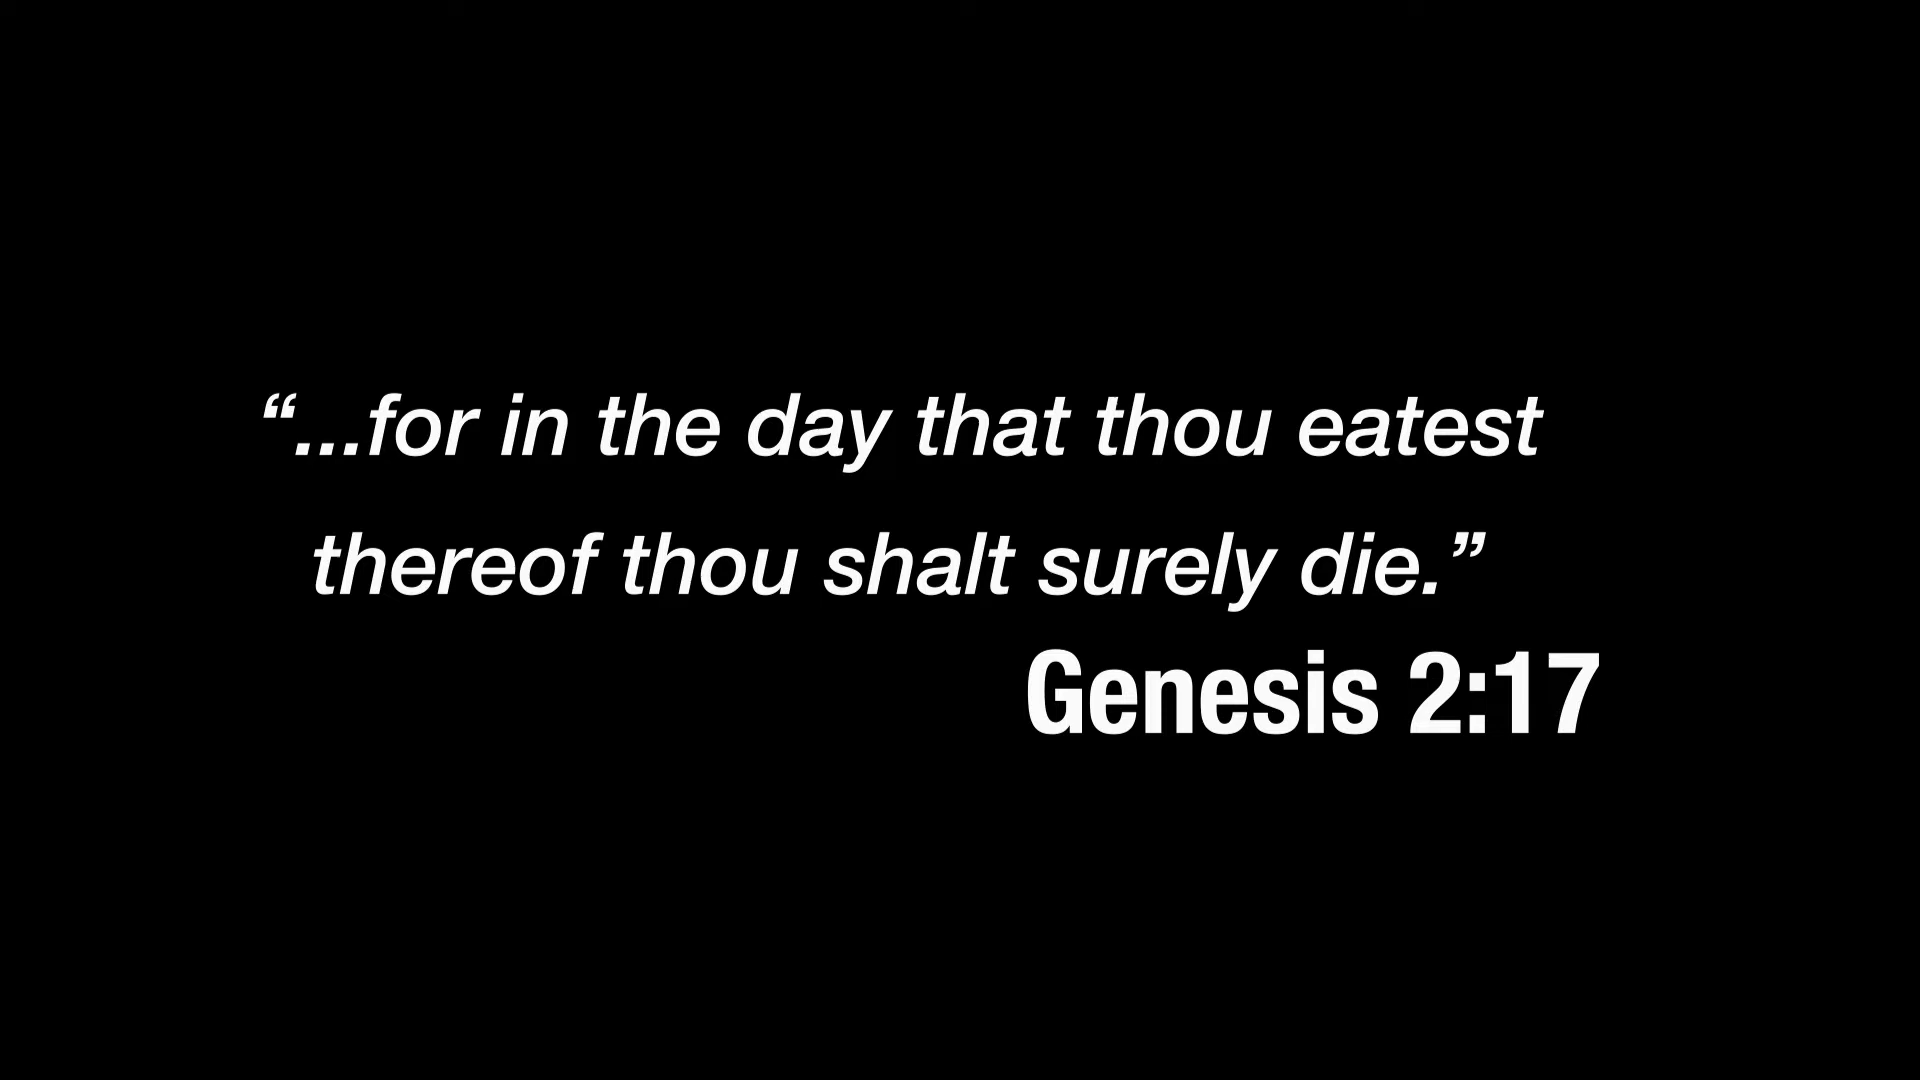 “...for in the day that thou eatest
thereof thou shalt surely die.”
Genesis 2:17